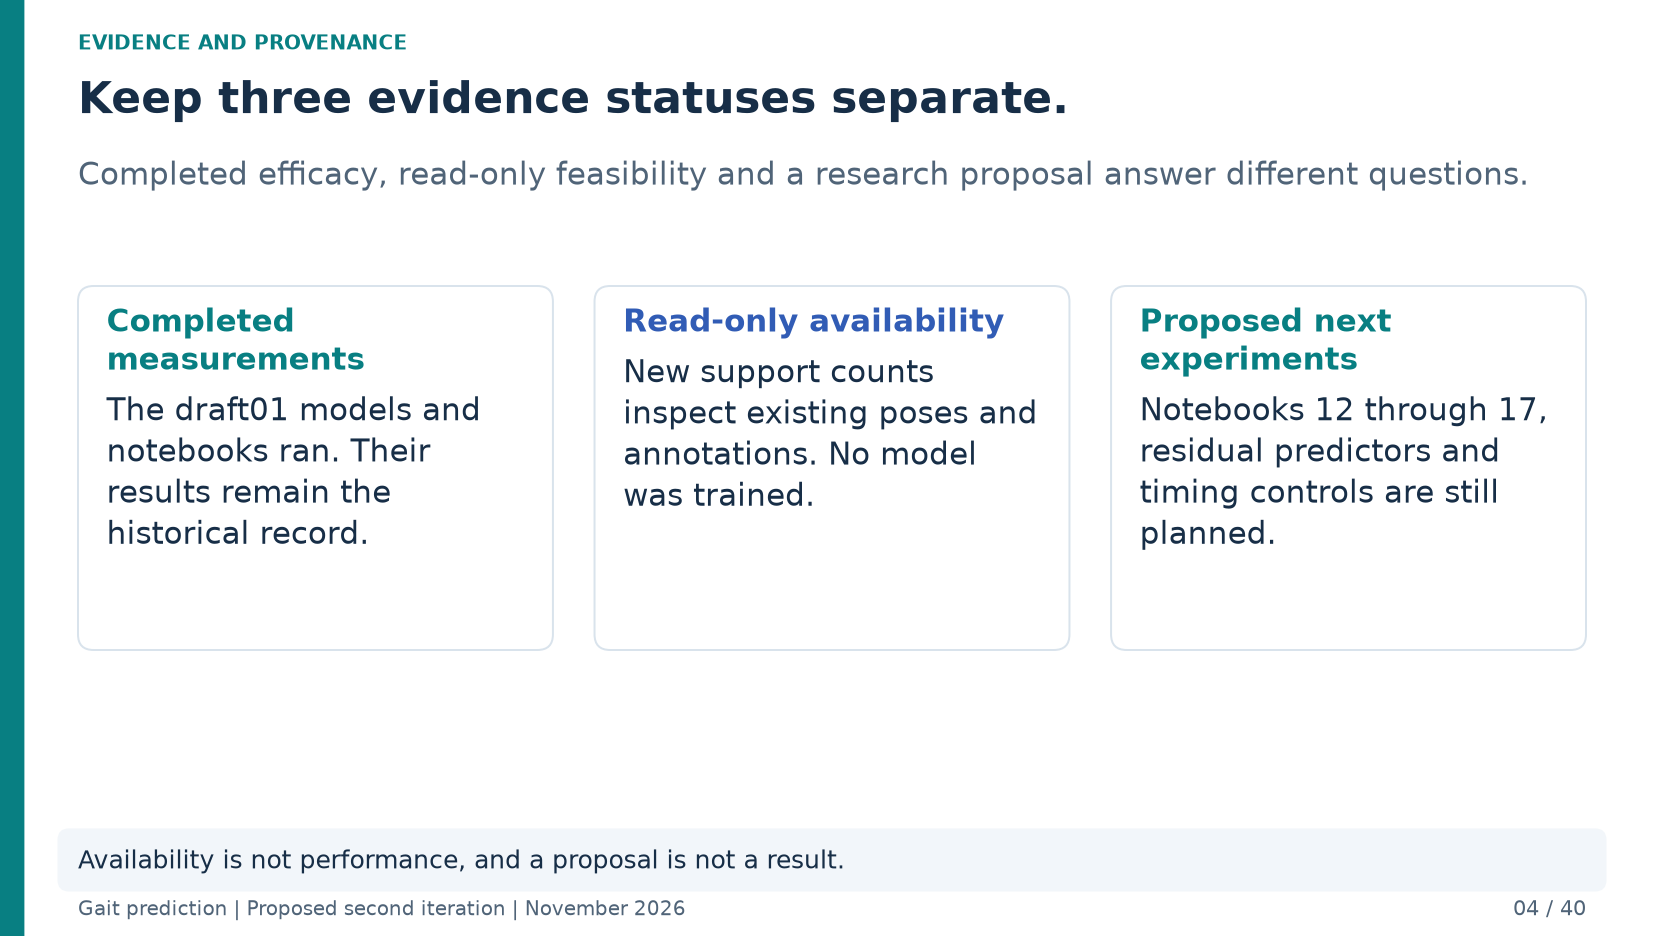 EVIDENCE AND PROVENANCE
Keep three evidence statuses separate.
Completed efficacy, read-only feasibility and a research proposal answer different questions.
Completed
measurements
The draft01 models and
notebooks ran. Their
results remain the
historical record.
Read-only availability
New support counts
inspect existing poses and
annotations. No model
was trained.
Proposed next
experiments
Notebooks 12 through 17,
residual predictors and
timing controls are still
planned.
Availability is not performance, and a proposal is not a result.
Gait prediction | Proposed second iteration | November 2026
04 / 40